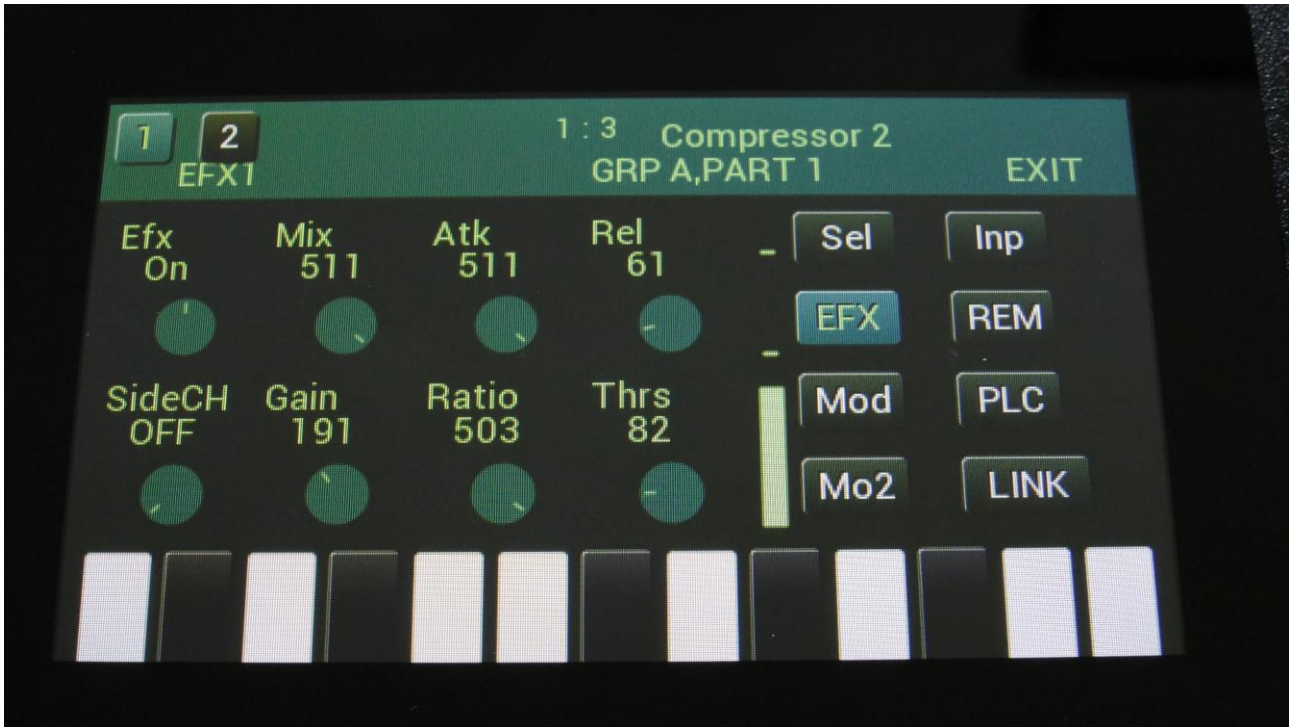 1 2 1 : 3 Compressor 2
EFX1 GRP A,PART 1 EXIT
Efx Mix Atk Rel Sel Inp
On 511 511 61
EFX REM
SideCH Gain Ratio Thrs Mod PLC
OFF 191 503 82
Mo2 LINK